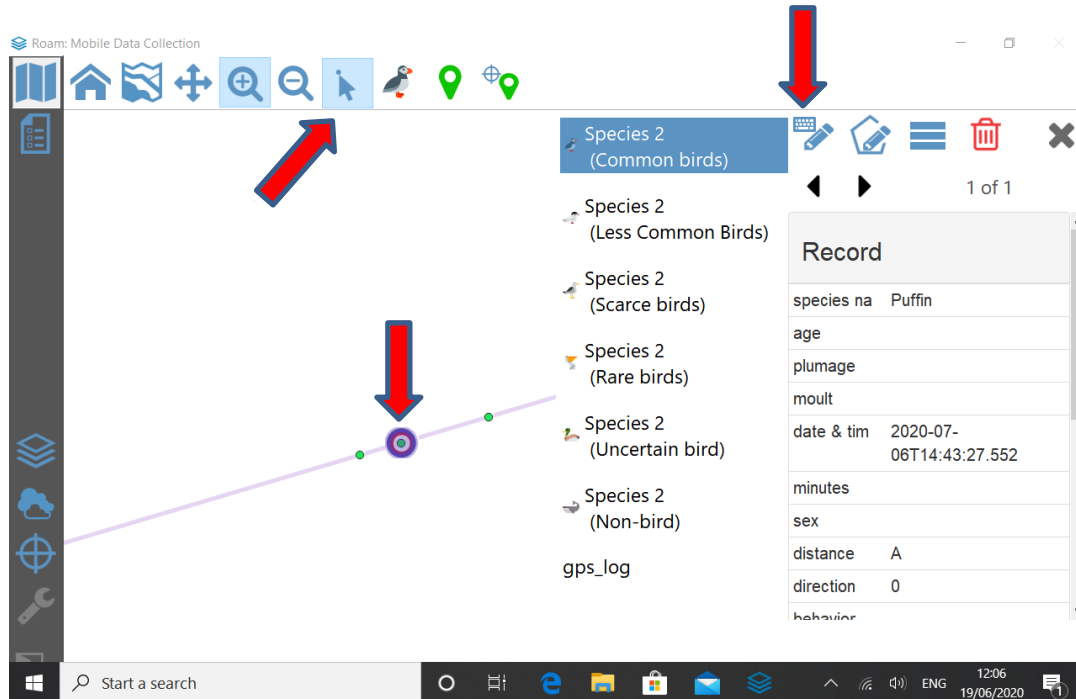 Roam: Mobile Data Collection
Species 2
(Common birds)
Species 2
(Less Common Birds)
Species 2
(Scarce birds)
Species 2
(Rare birds)
Species 2
(Uncertain bird)
Species 2
(Non-bird)
gps_log
1 of 1
Record
species na Puffin
age
plumage
moult
date & tim 2020-07-
06T14:43:27.552
minutes
sex
distance A
direction 0
behavior
Start a search
ENG
12:06
19/06/2020
1